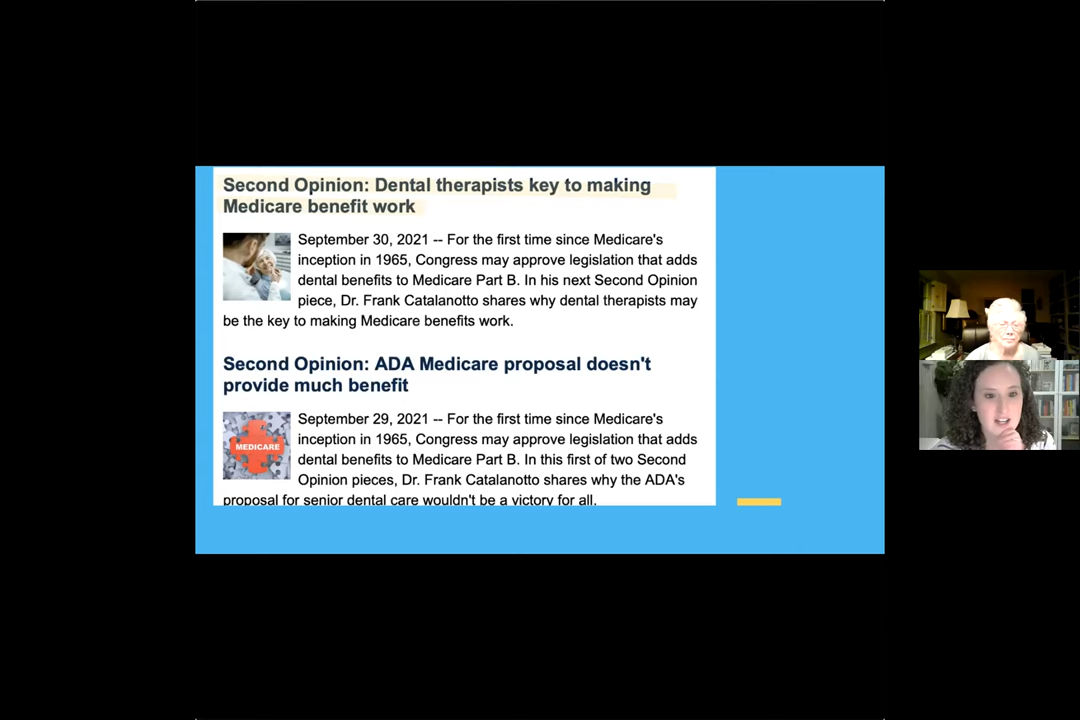 Second Opinion: Dental therapists key to making
Medicare benefit work
September 30, 2021 -- For the first time since Medicare's
inception in 1965, Congress may approve legislation that adds
dental benefits to Medicare Part B. In his next Second Opinion
piece, Dr. Frank Catalanotto shares why dental therapists may
be the key to making Medicare benefits work.
Second Opinion: ADA Medicare proposal doesn't
provide much benefit
MEDICARE
September 29, 2021 -- For the first time since Medicare's
inception in 1965, Congress may approve legislation that adds
dental benefits to Medicare Part B. In this first of two Second
Opinion pieces, Dr. Frank Catalanotto shares why the ADA's
proposal for senior dental care wouldn't be a victory for all.